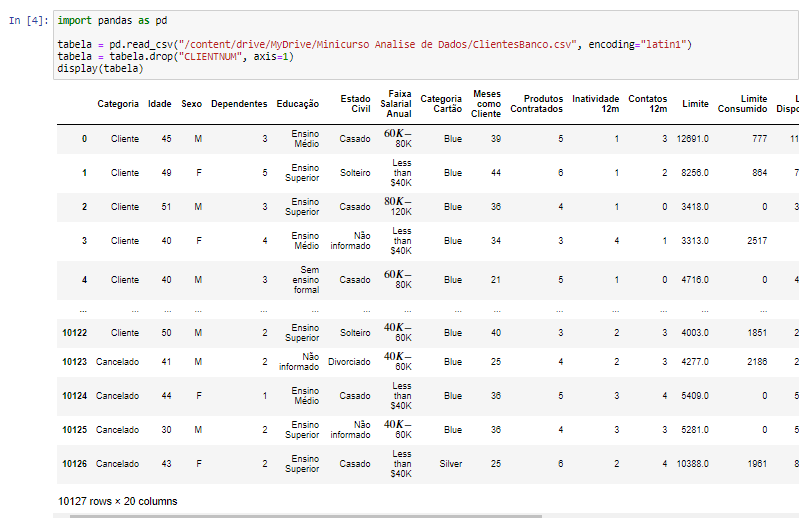 In [4]: import pandas as pd
tabela = pd.read_csv("/content/drive/MyDrive/Minicurso Analise de Dados/ClientesBanco.csv", encoding="latin1")
tabela = tabela.drop("CLIENTNUM", axis=1)
display(tabela)
Categoria Idade Sexo Dependentes Educação Estado Civil Faixa Salarial Anual Categoria Cartão Meses como Cliente Produtos Contratados Inatividade 12m Contatos 12m Limite Limite Consumido
0 Cliente 45 M 3 Ensino Médio Casado 60K− 80K Blue 39 5 1 3 12691.0 777 11
1 Cliente 49 F 5 Ensino Superior Solteiro Less than $40K Blue 44 6 1 2 8256.0 864 7
2 Cliente 51 M 3 Ensino Superior Casado 80K− 120K Blue 36 4 1 0 3418.0 0 3
3 Cliente 40 F 4 Ensino Médio Não informado Less than $40K Blue 34 3 4 1 3313.0 2517
4 Cliente 40 M 3 Sem ensino formal Casado 60K− 80K Blue 21 5 1 0 4716.0 0 4
... ... ... ... ... ... ... ... ... ... ... ... ... ... ...
10122 Cliente 50 M 2 Ensino Superior Solteiro 40K− 60K Blue 40 3 2 3 4003.0 1851 2
10123 Cancelado 41 M 2 Não informado Divorciado 40K− 60K Blue 25 4 2 3 4277.0 2186 2
10124 Cancelado 44 F 1 Ensino Médio Casado Less than $40K Blue 36 5 3 4 5409.0 0 5
10125 Cancelado 30 M 2 Ensino Superior Não informado 40K− 60K Blue 36 4 3 3 5281.0 0 5
10126 Cancelado 43 F 2 Ensino Superior Casado Less than $40K Silver 25 6 2 4 10388.0 1961 8
10127 rows × 20 columns